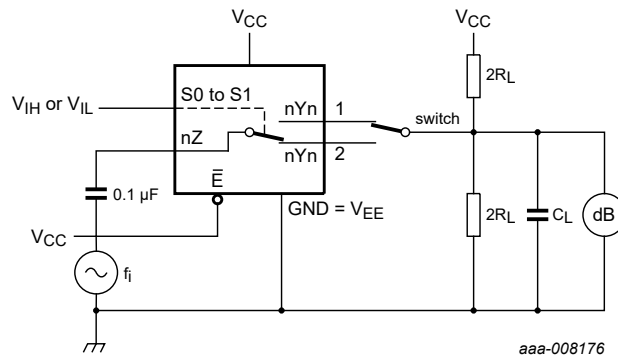 VCC
VCC
2RL
VIH or VIL
S0 to S1
nYn
1
switch
nZ
nYn
2
E̅
0.1 µF
GND = VEE
2RL
CL
dB
VCC
fi
aaa-008176